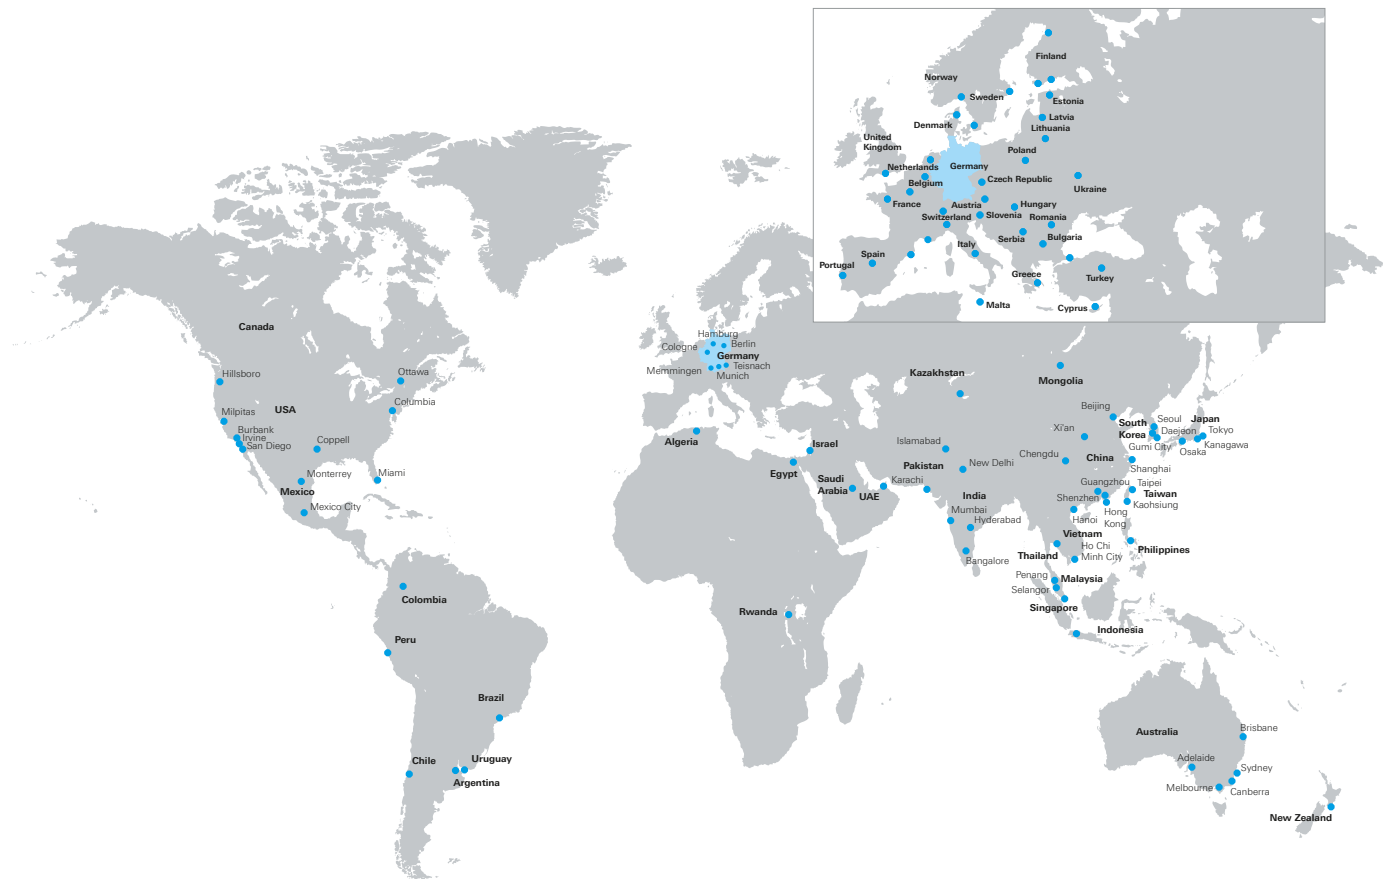 Finland
Norway
Sweden
Estonia
Latvia
Denmark
Lithuania
United
Kingdom
Poland
Netherlands
Germany
Belgium
Czech Republic
Ukraine
France
Austria
Hungary
Switzerland
Slovenia
Romania
Serbia
Bulgaria
Italy
Spain
Portugal
Greece
Turkey
Malta
Cyprus
Canada
Hillsboro
Ottawa
Milpitas
USA
Columbia
Burbank
Irvine
San Diego
Coppell
Monterrey
Miami
Mexico
Mexico City
Colombia
Peru
Brazil
Chile
Uruguay
Argentina
Hamburg
Cologne
Berlin
Germany
Memmingen
Teisnach
Munich
Algeria
Israel
Egypt
Saudi
Arabia
UAE
Rwanda
Kazakhstan
Mongolia
Islamabad
Pakistan
New Delhi
Karachi
India
Mumbai
Hyderabad
Bangalore
Beijing
Xi'an
Chengdu
China
South
Korea
Seoul
Daejeon
Gumi City
Japan
Tokyo
Kanagawa
Osaka
Shanghai
Guangzhou
Taipei
Shenzhen
Taiwan
Kaohsiung
Hong
Kong
Hanoi
Vietnam
Thailand
Ho Chi
Minh City
Philippines
Penang
Malaysia
Selangor
Singapore
Indonesia
Australia
Brisbane
Adelaide
Sydney
Melbourne
Canberra
New Zealand